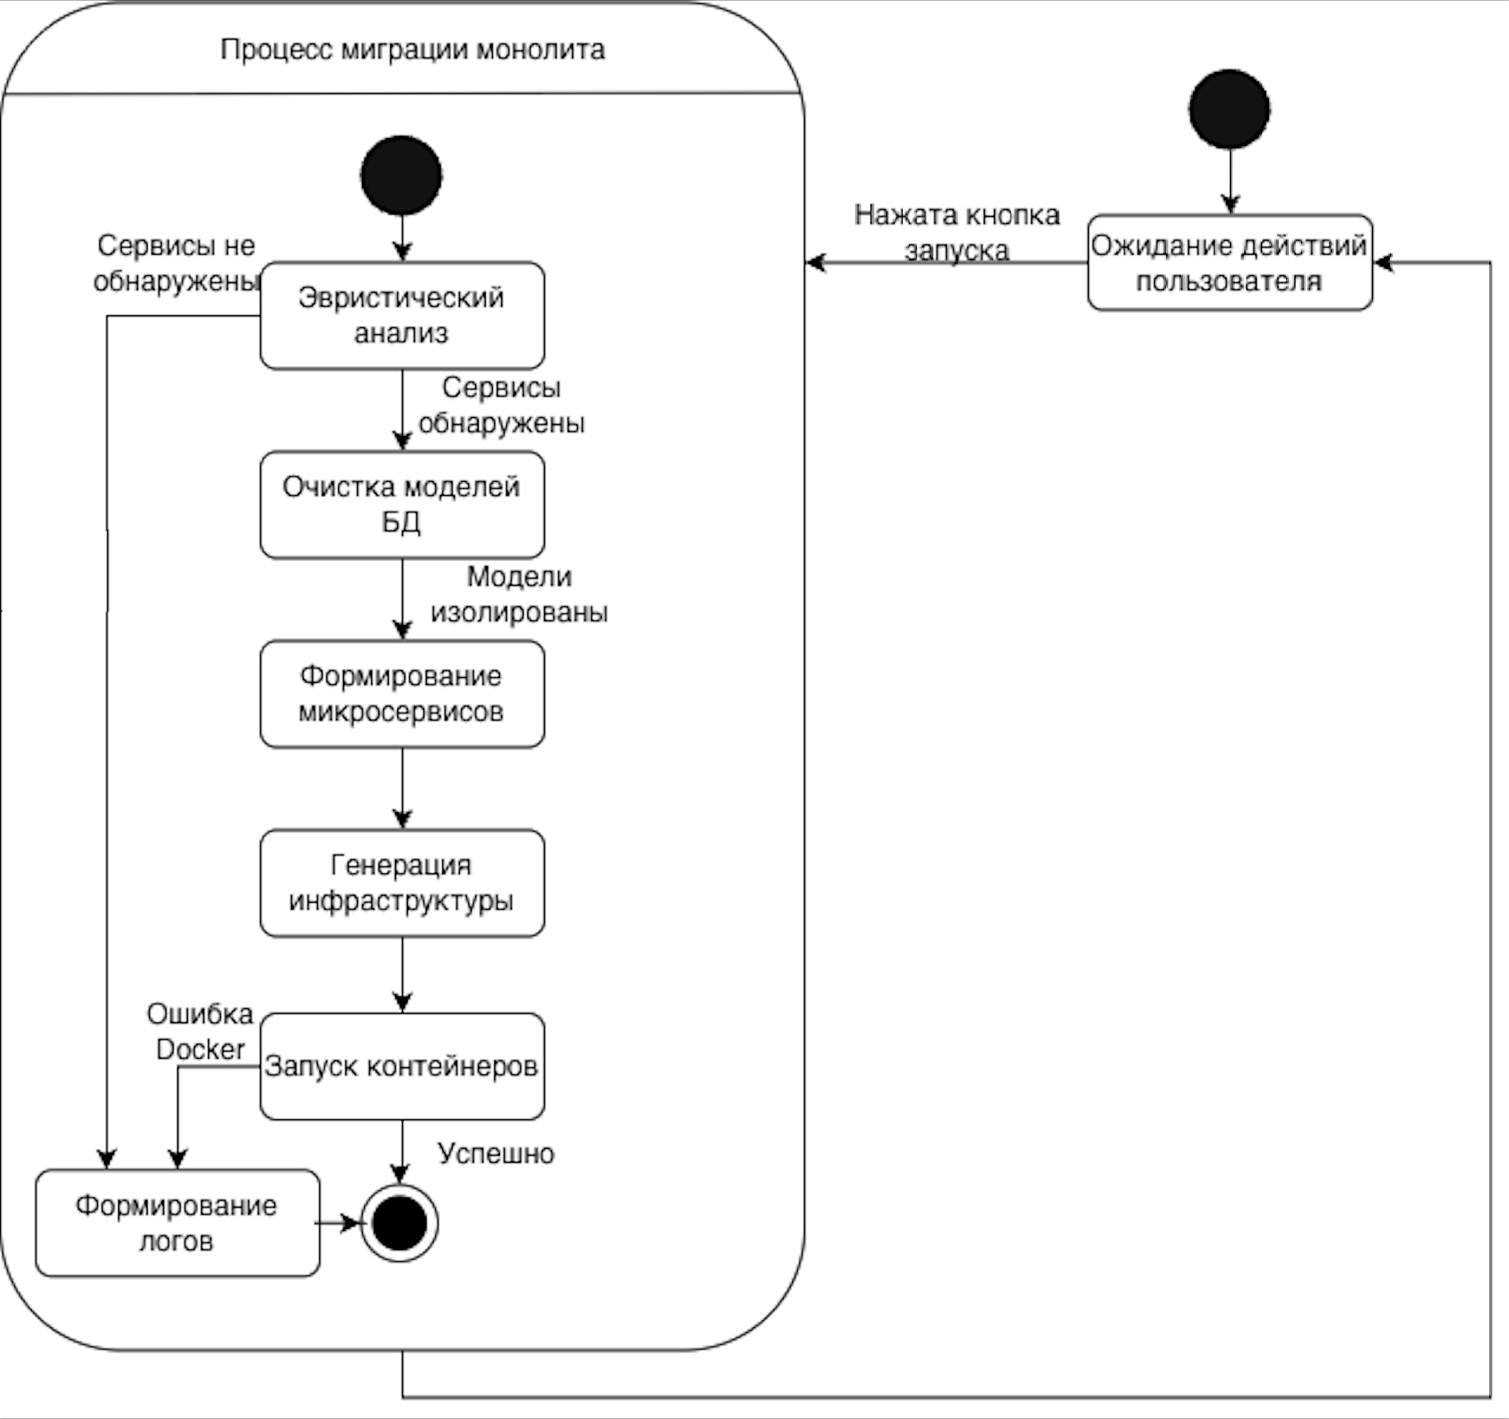 Процесс миграции монолита
Нажата кнопка
запуска
Ожидание действий
пользователя
Сервисы не
обнаружены
Эвристический
анализ
Сервисы
обнаружены
Очистка моделей
БД
Модели
изолированы
Формирование
микросервисов
Генерация
инфраструктуры
Ошибка
Docker
Запуск контейнеров
Успешно
Формирование
логов